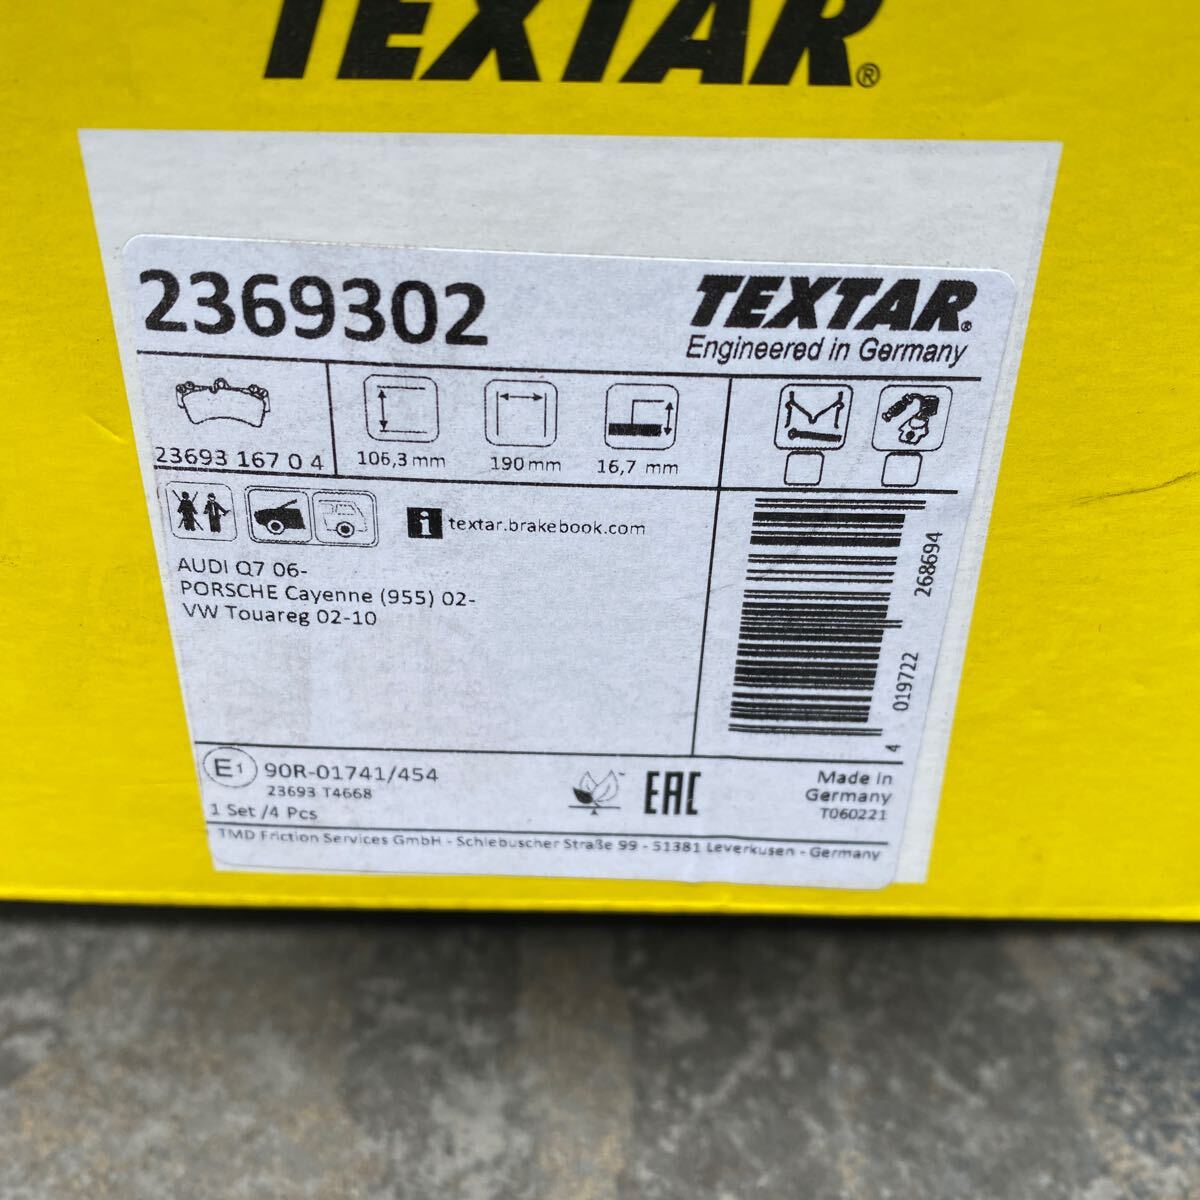 TEXTAR®
2369302
TEXTAR®
Engineered in Germany
23693 167 0 4
106,3 mm
190 mm
16,7 mm
i textar.brakebook.com
AUDI Q7 06-
PORSCHE Cayenne (955) 02-
VW Touareg 02-10
4 019722 268694
E1 90R-01741/454
23693 T4668
1 Set /4 Pcs
EAC
Made in
Germany
T060221
TMD Friction Services GmbH - Schlebuscher Straße 99 - 51381 Leverkusen - Germany